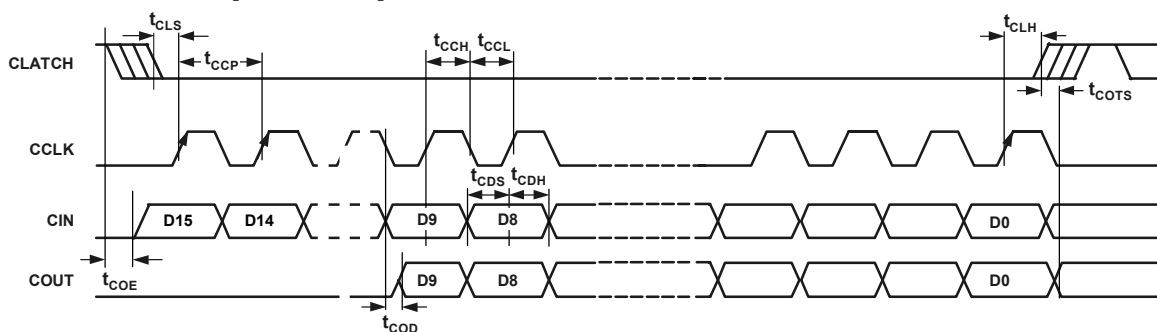 tCLS
tCCP
tCCH
tCCL
tCLH
CLATCH
tCOTS
CCLK
tCDS
tCDH
CIN
D15
D14
D9
D8
D0
tCOE
COUT
D9
D8
D0
tCOD